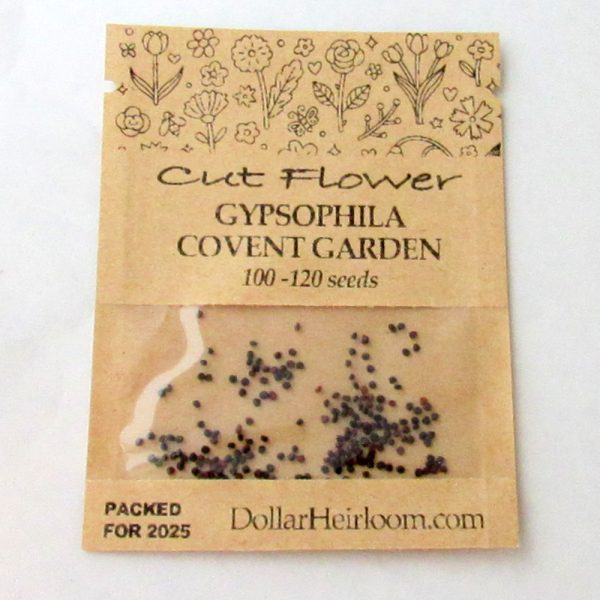 Cut Flower
GYPSOPHILA
COVENT GARDEN
100 -120 seeds
PACKED
FOR 2025
DollarHeirloom.com